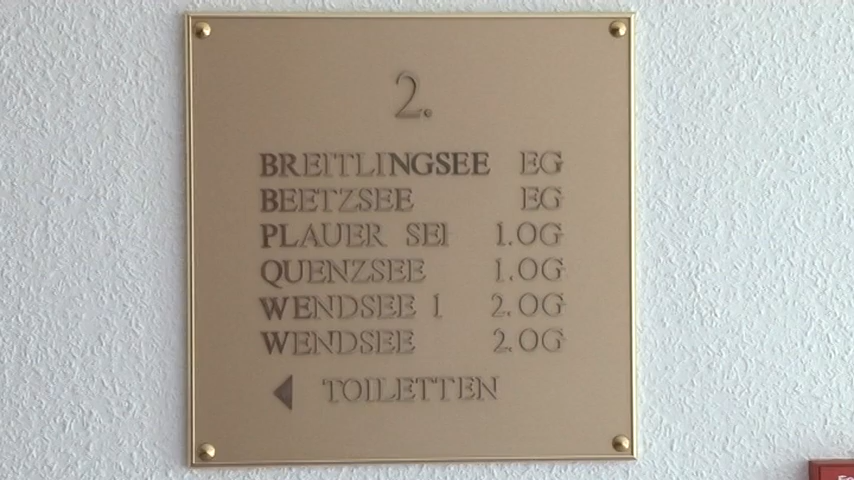 2.
BREITLINGSEE EG
BEETZSEE EG
PLAUER SEI 1.OG
QUENZSEE 1.OG
WENDSEE 1 2.OG
WENDSEE 2.OG
TOILETTEN